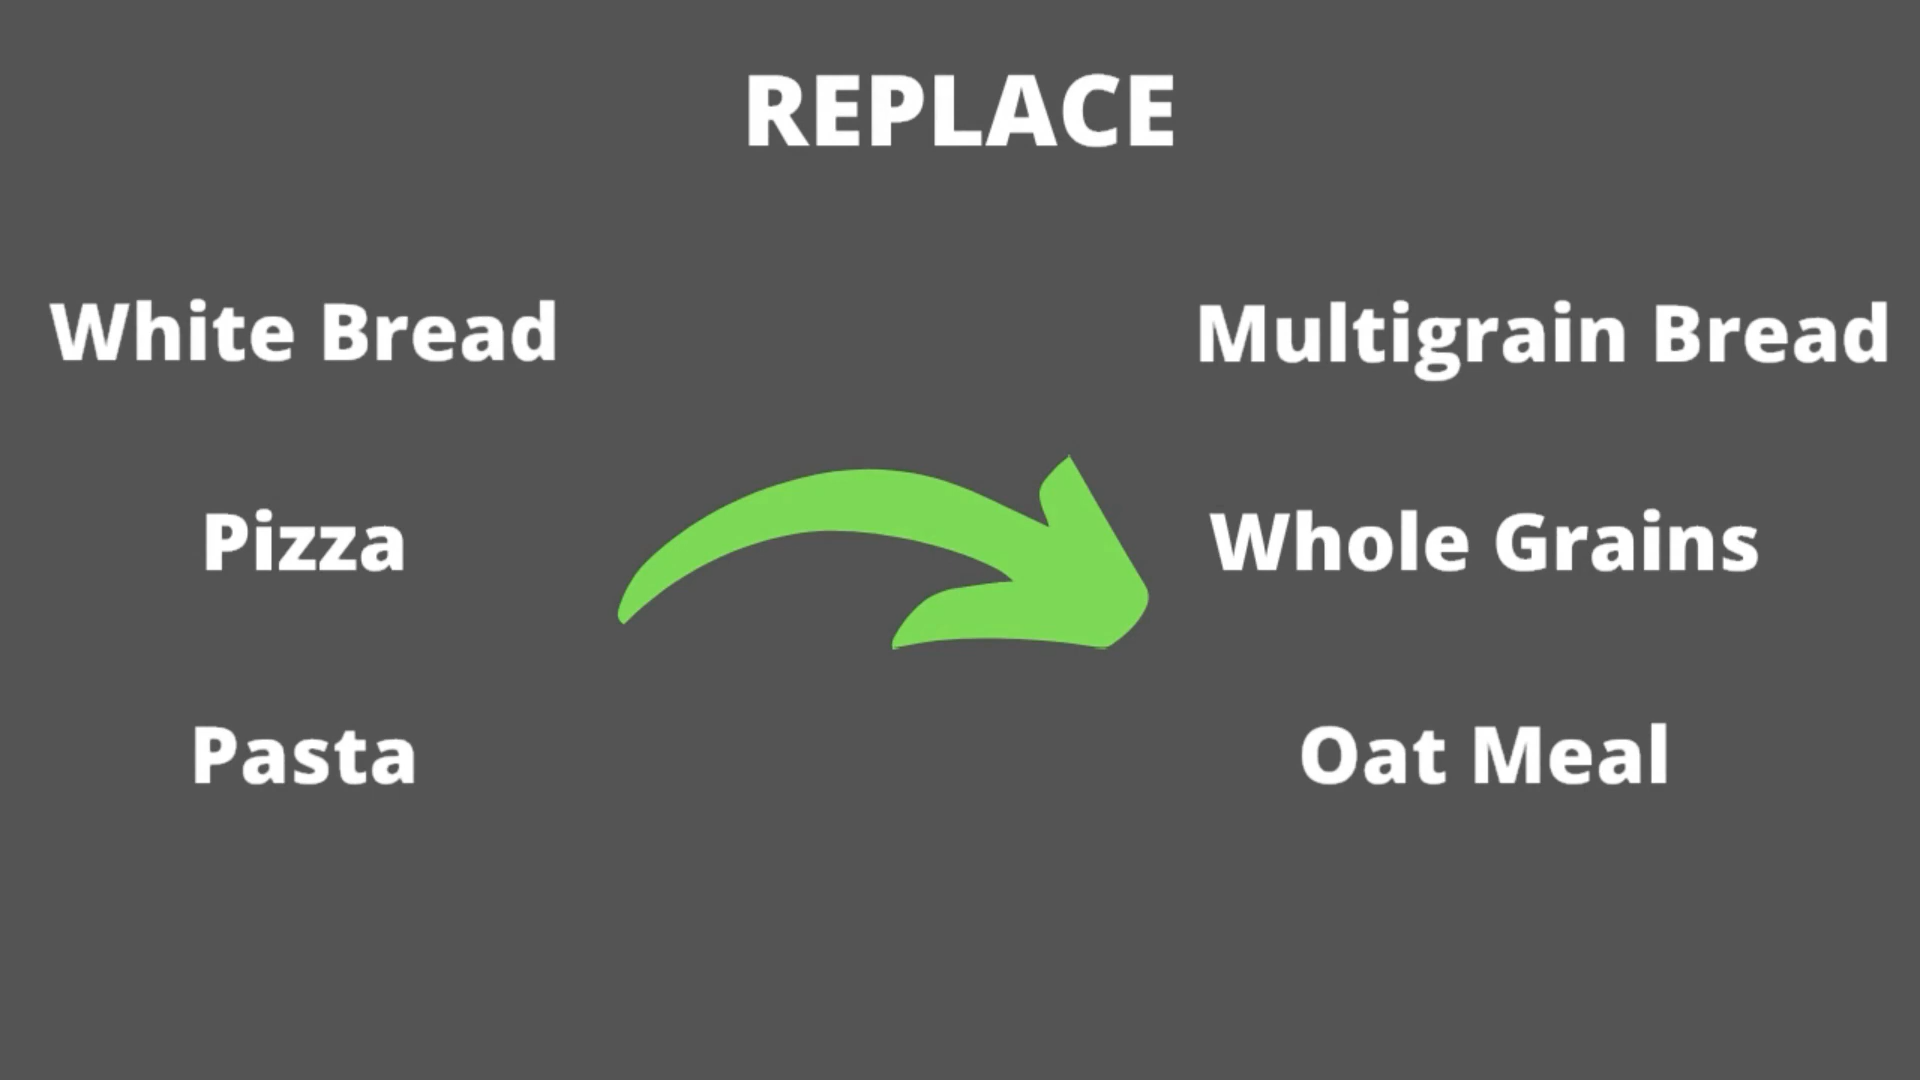 REPLACE
White Bread
Multigrain Bread
Pizza
Whole Grains
Pasta
Oat Meal